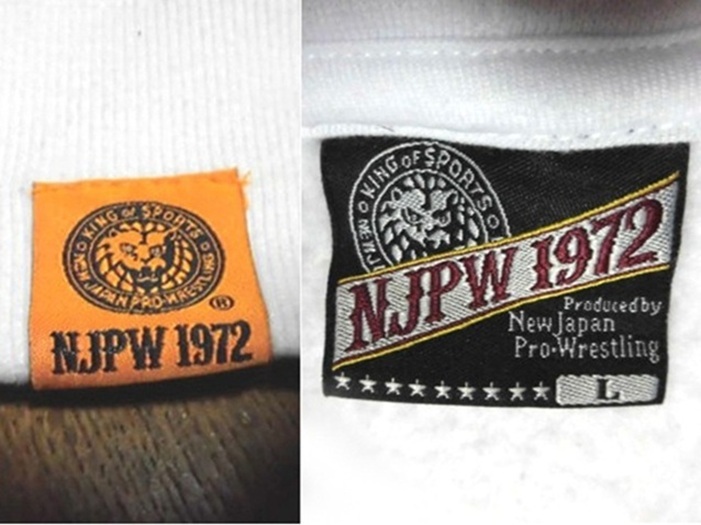 KING OF SPORTS
NEW JAPAN PRO-WRESTLING
®
NJPW 1972
KING OF SPORTS
NEW J
NJPW 1972
Produced by
New Japan
Pro-Wrestling
L